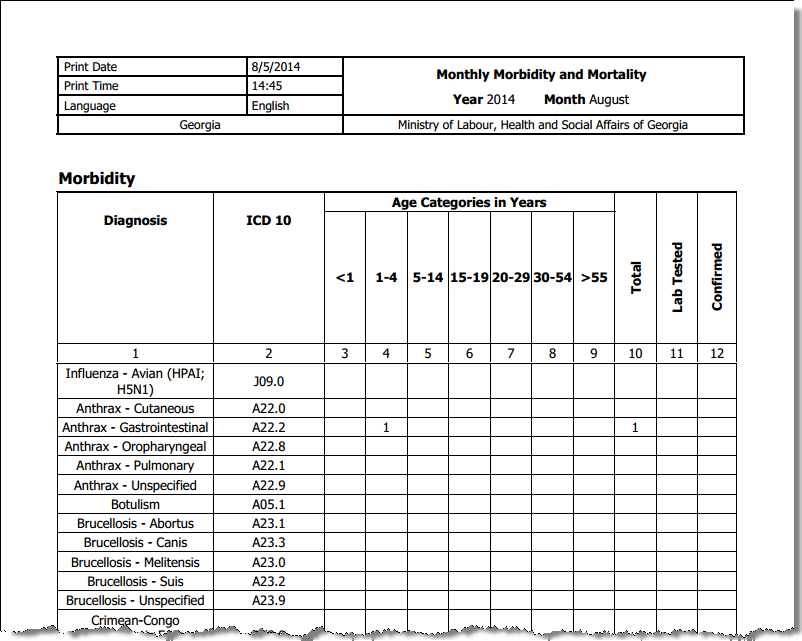 Print Date 8/5/2014
Print Time 14:45
Language English
Monthly Morbidity and Mortality
Year 2014 Month August
Georgia Ministry of Labour, Health and Social Affairs of Georgia
Morbidity
Diagnosis ICD 10 Age Categories in Years
<1 1-4 5-14 15-19 20-29 30-54 >55 Total Lab Tested Confirmed
1 2 3 4 5 6 7 8 9 10 11 12
Influenza - Avian (HPAI;
H5N1) J09.0
Anthrax - Cutaneous A22.0
Anthrax - Gastrointestinal A22.2 1 1
Anthrax - Oropharyngeal A22.8
Anthrax - Pulmonary A22.1
Anthrax - Unspecified A22.9
Botulism A05.1
Brucellosis - Abortus A23.1
Brucellosis - Canis A23.3
Brucellosis - Melitensis A23.0
Brucellosis - Suis A23.2
Brucellosis - Unspecified A23.9
Crimean-Congo